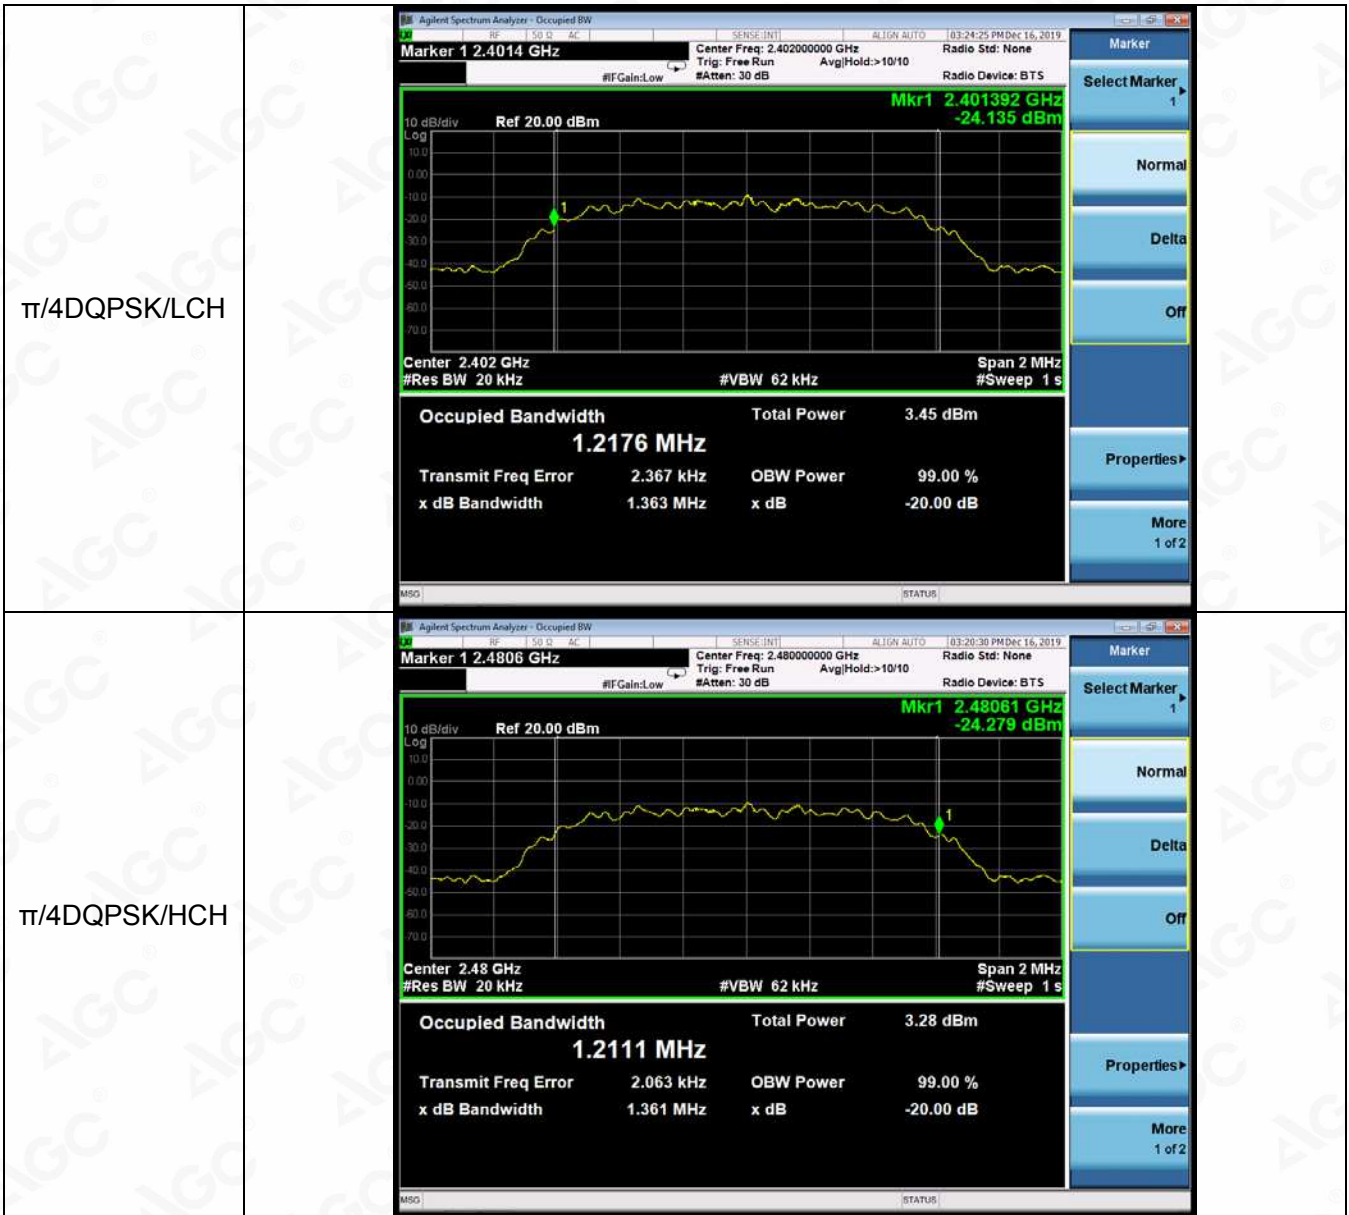 π/4DQPSK/LCH
Agilent Spectrum Analyzer - Occupied BW
RF 50 Ω AC SENSE:INT ALIGN AUTO 03:24:25 PM Dec 16, 2019
Marker 1 2.4014 GHz
Center Freq: 2.402000000 GHz
Radio Std: None
Trig: Free Run Avg|Hold:>10/10
#IFGain:Low #Atten: 30 dB
Radio Device: BTS
Mkr1 2.401392 GHz
-24.135 dBm
10 dB/div Ref 20.00 dBm
Log
10.0
0.00
-10.0
-20.0
-30.0
-40.0
-50.0
-60.0
-70.0
1
Center 2.402 GHz Span 2 MHz
#Res BW 20 kHz #VBW 62 kHz #Sweep 1 s
Occupied Bandwidth Total Power 3.45 dBm
1.2176 MHz
Transmit Freq Error 2.367 kHz OBW Power 99.00 %
x dB Bandwidth 1.363 MHz x dB -20.00 dB
MSG STATUS
Marker
Select Marker
1
Normal
Delta
Off
Properties
More
1 of 2
π/4DQPSK/HCH
Agilent Spectrum Analyzer - Occupied BW
RF 50 Ω AC SENSE:INT ALIGN AUTO 03:20:30 PM Dec 16, 2019
Marker 1 2.4806 GHz
Center Freq: 2.480000000 GHz
Radio Std: None
Trig: Free Run Avg|Hold:>10/10
#IFGain:Low #Atten: 30 dB
Radio Device: BTS
Mkr1 2.48061 GHz
-24.279 dBm
10 dB/div Ref 20.00 dBm
Log
10.0
0.00
-10.0
-20.0
-30.0
-40.0
-50.0
-60.0
-70.0
1
Center 2.48 GHz Span 2 MHz
#Res BW 20 kHz #VBW 62 kHz #Sweep 1 s
Occupied Bandwidth Total Power 3.28 dBm
1.2111 MHz
Transmit Freq Error 2.063 kHz OBW Power 99.00 %
x dB Bandwidth 1.361 MHz x dB -20.00 dB
MSG STATUS
Marker
Select Marker
1
Normal
Delta
Off
Properties
More
1 of 2